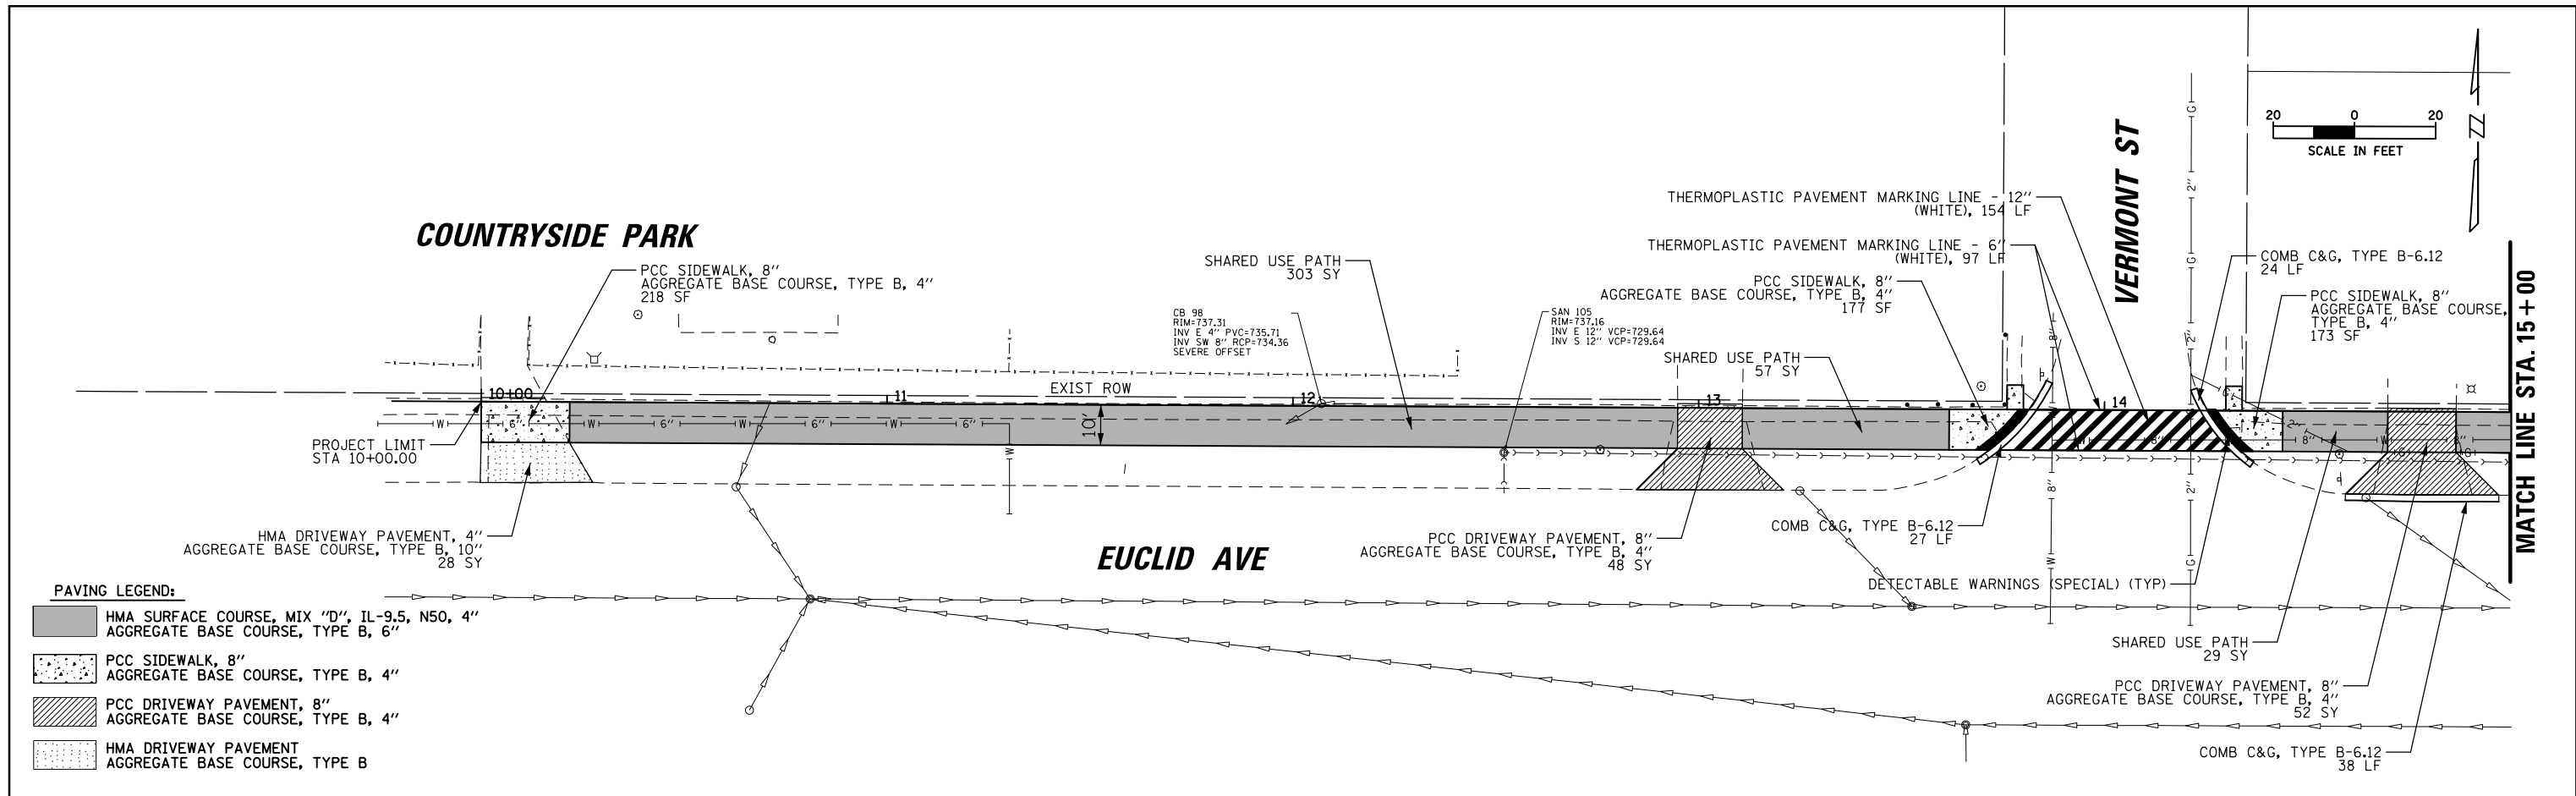 COUNTRYSIDE PARK
PCC SIDEWALK, 8"
AGGREGATE BASE COURSE, TYPE B, 4"
218 SF
SHARED USE PATH
303 SY
CB 98
RIM=737.31
INV E 4" PVC=735.71
INV SW 8" RCP=734.36
SEVERE OFFSET
SAN 105
RIM=737.16
INV E 12" VCP=729.64
INV S 12" VCP=729.64
THERMOPLASTIC PAVEMENT MARKING LINE - 12"
(WHITE), 154 LF
THERMOPLASTIC PAVEMENT MARKING LINE - 6"
(WHITE), 97 LF
PCC SIDEWALK, 8"
AGGREGATE BASE COURSE, TYPE B, 4"
177 SF
SHARED USE PATH
57 SY
VERMONT ST
20 0 20
SCALE IN FEET
N
COMB C&G, TYPE B-6.12
24 LF
PCC SIDEWALK, 8"
AGGREGATE BASE COURSE,
TYPE B, 4"
173 SF
MATCH LINE STA. 15+00
EXIST ROW
10+00
11
12
13
14
10'
W 6" W 6" W 6" W 6" W
PROJECT LIMIT
STA 10+00.00
HMA DRIVEWAY PAVEMENT, 4"
AGGREGATE BASE COURSE, TYPE B, 10"
28 SY
EUCLID AVE
PCC DRIVEWAY PAVEMENT, 8"
AGGREGATE BASE COURSE, TYPE B, 4"
48 SY
COMB C&G, TYPE B-6.12
27 LF
DETECTABLE WARNINGS (SPECIAL) (TYP)
SHARED USE PATH
29 SY
PCC DRIVEWAY PAVEMENT, 8"
AGGREGATE BASE COURSE, TYPE B, 4"
52 SY
COMB C&G, TYPE B-6.12
38 LF
PAVING LEGEND:
HMA SURFACE COURSE, MIX "D", IL-9.5, N50, 4"
AGGREGATE BASE COURSE, TYPE B, 6"
PCC SIDEWALK, 8"
AGGREGATE BASE COURSE, TYPE B, 4"
PCC DRIVEWAY PAVEMENT, 8"
AGGREGATE BASE COURSE, TYPE B, 4"
HMA DRIVEWAY PAVEMENT
AGGREGATE BASE COURSE, TYPE B